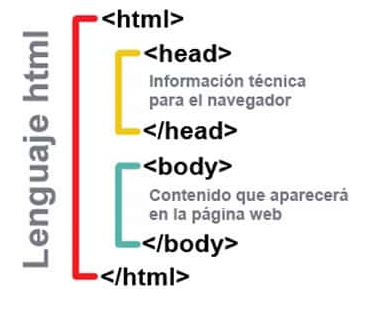 Lenguaje html
<html>
<head>
Información técnica
para el navegador
</head>
<body>
Contenido que aparecerá
en la página web
</body>
</html>